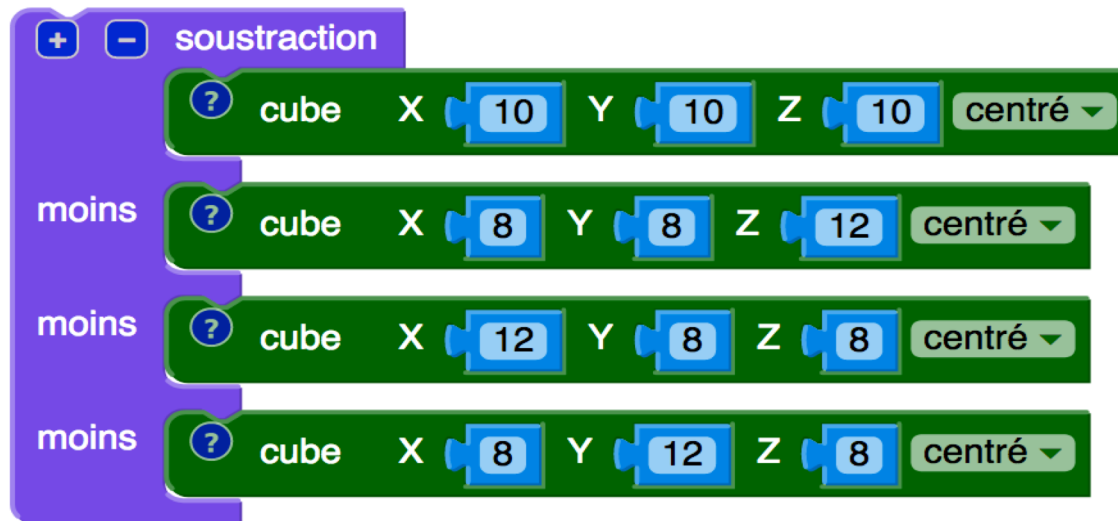 + - soustraction
? cube X 10 Y 10 Z 10 centré
moins ? cube X 8 Y 8 Z 12 centré
moins ? cube X 12 Y 8 Z 8 centré
moins ? cube X 8 Y 12 Z 8 centré